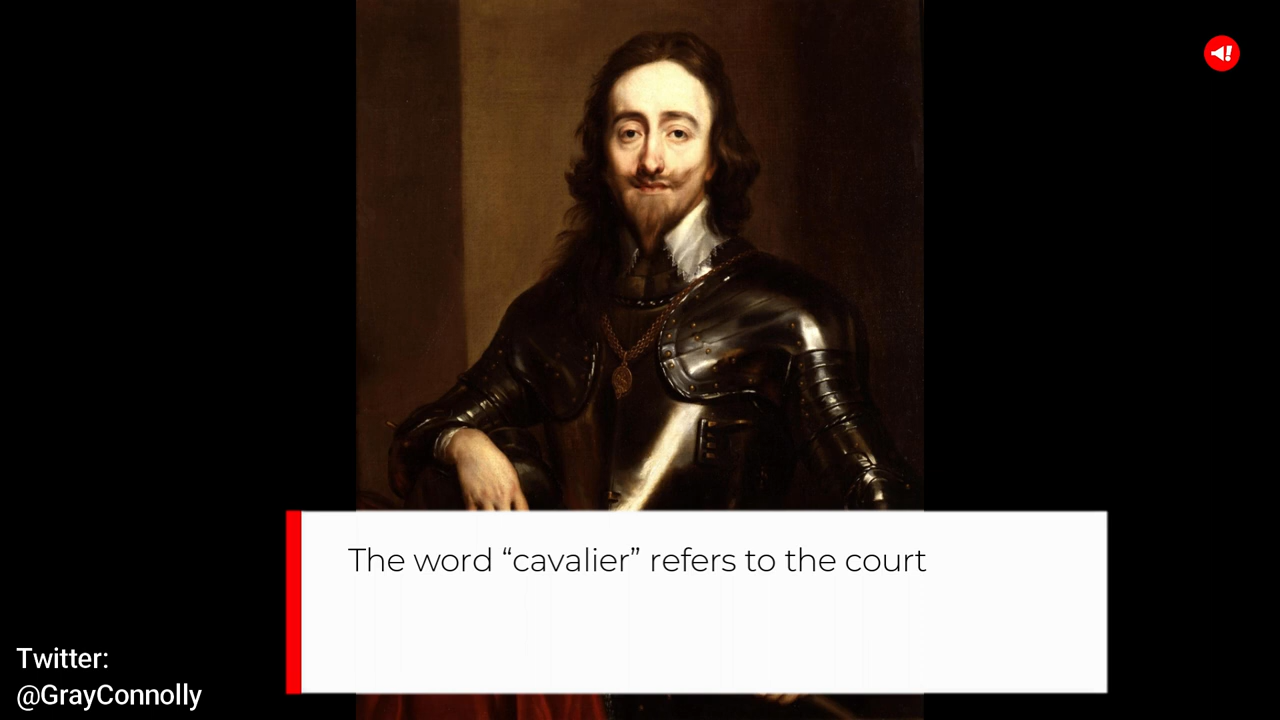 The word “cavalier” refers to the court
Twitter:
@GrayConnolly